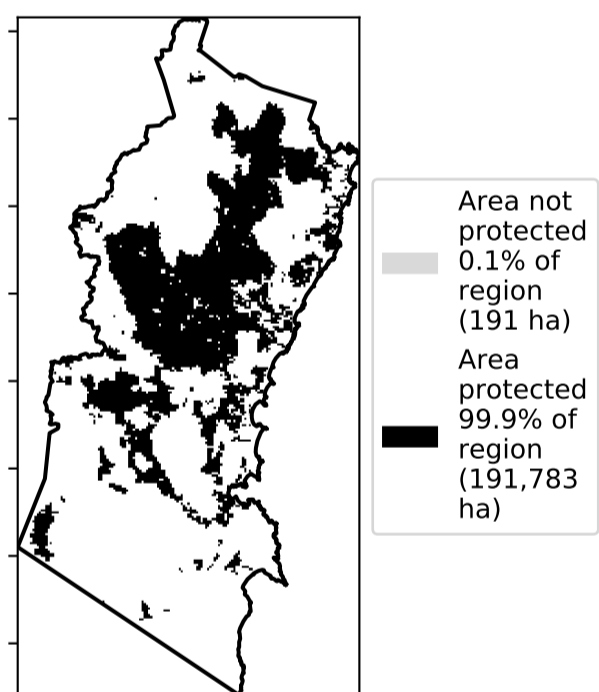 Area not
protected
0.1% of
region
(191 ha)
Area
protected
99.9% of
region
(191,783
ha)